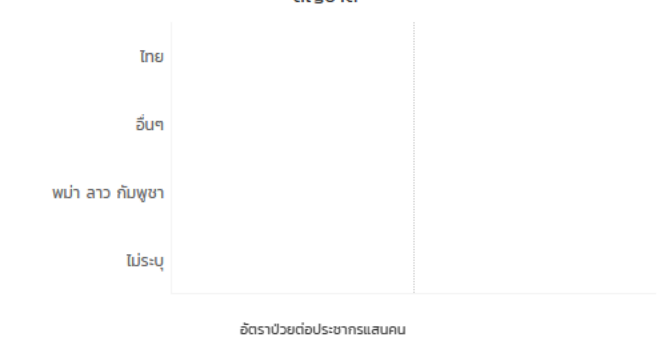 ไทย
อื่นๆ
พม่า ลาว กัมพูชา
ไม่ระบุ
อัตราป่วยต่อประชากรแสนคน